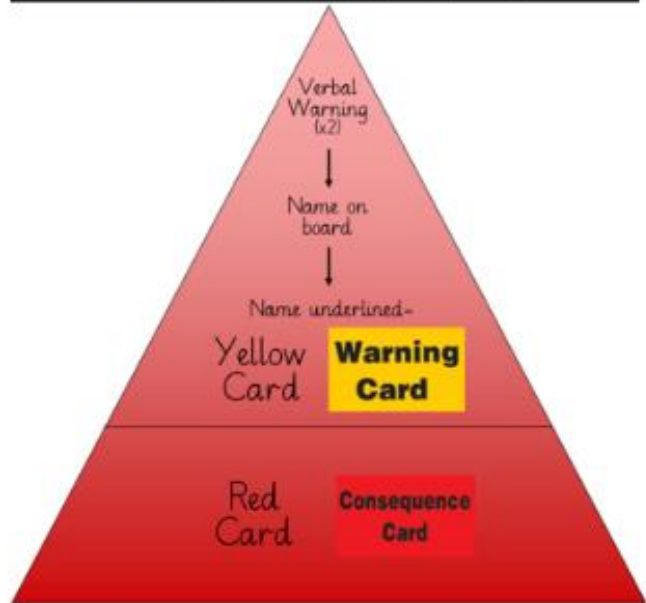 Verbal
Warning
(x2)
Name on
board
Name underlined-
Yellow
Card
Warning
Card
Red
Card
Consequence
Card